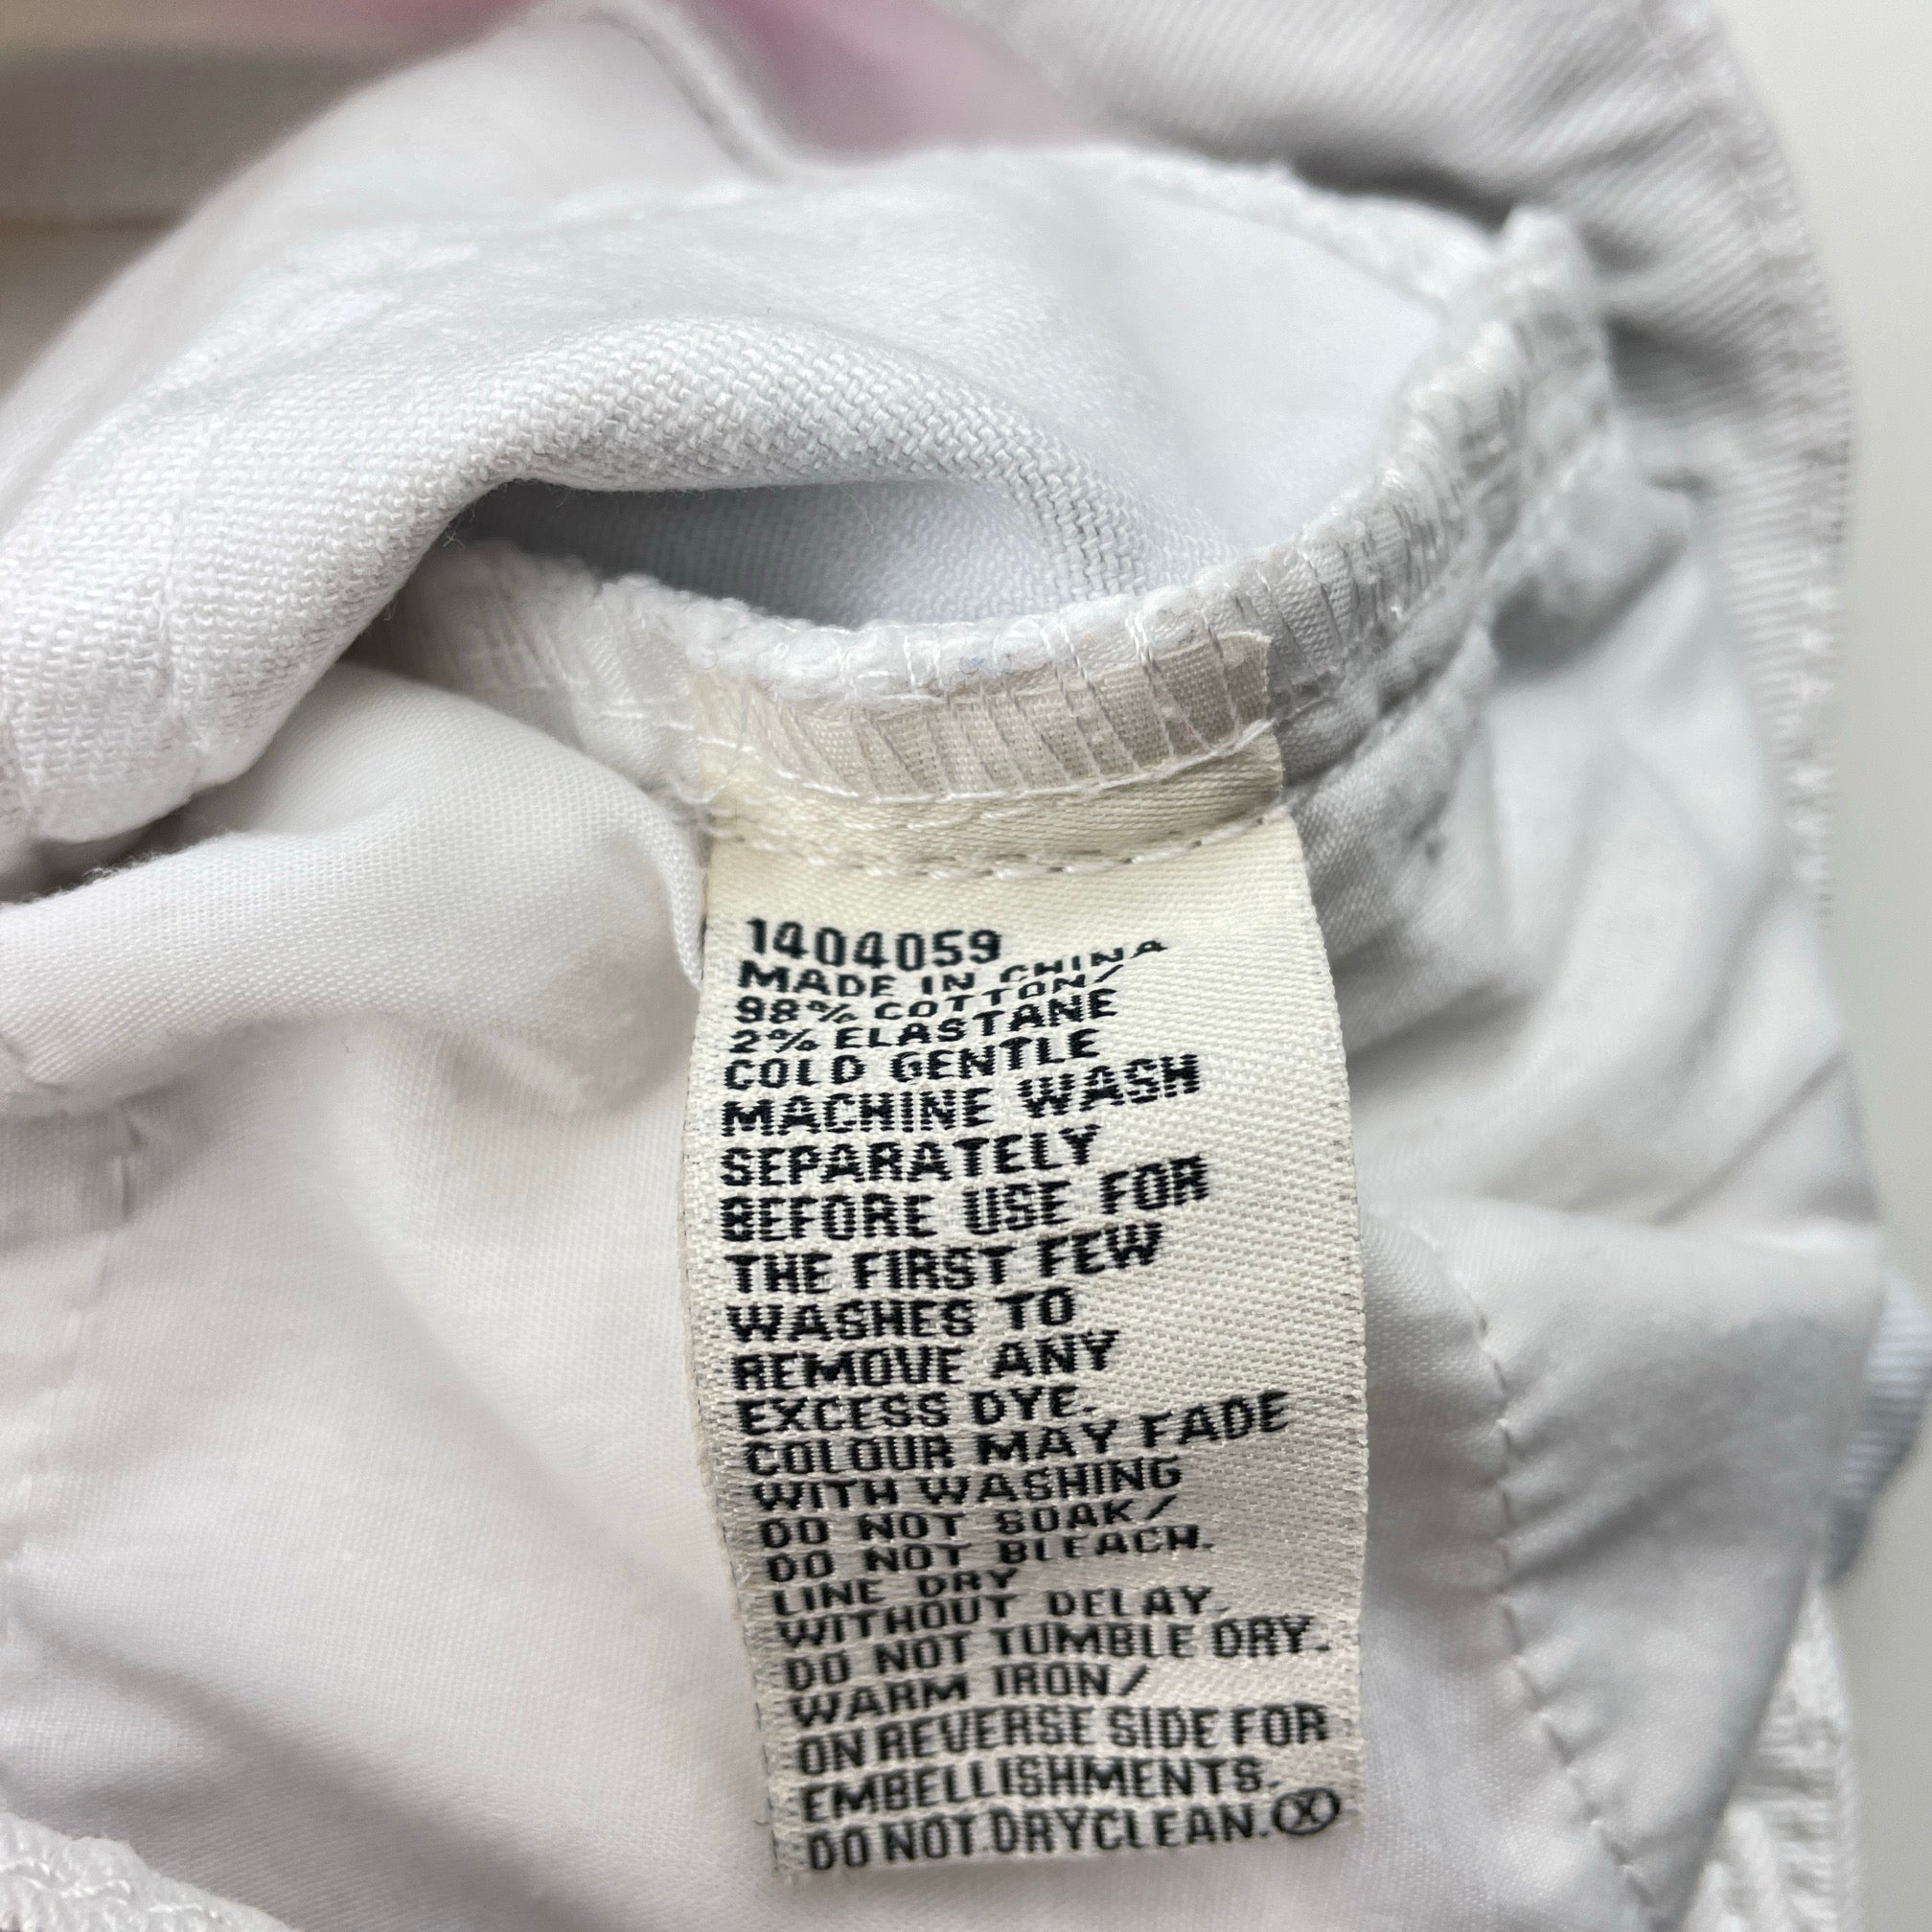 1404059
MADE IN CHINA
98% COTTON/
2% ELASTANE
COLD GENTLE
MACHINE WASH
SEPARATELY
BEFORE USE FOR
THE FIRST FEW
WASHES TO
REMOVE ANY
EXCESS DYE.
COLOUR MAY FADE
WITH WASHING
DO NOT SOAK/
DO NOT BLEACH.
LINE DRY
WITHOUT DELAY.
DO NOT TUMBLE DRY.
WARM IRON/
ON REVERSE SIDE FOR
EMBELLISHMENTS.
DO NOT DRYCLEAN. Ⓧ